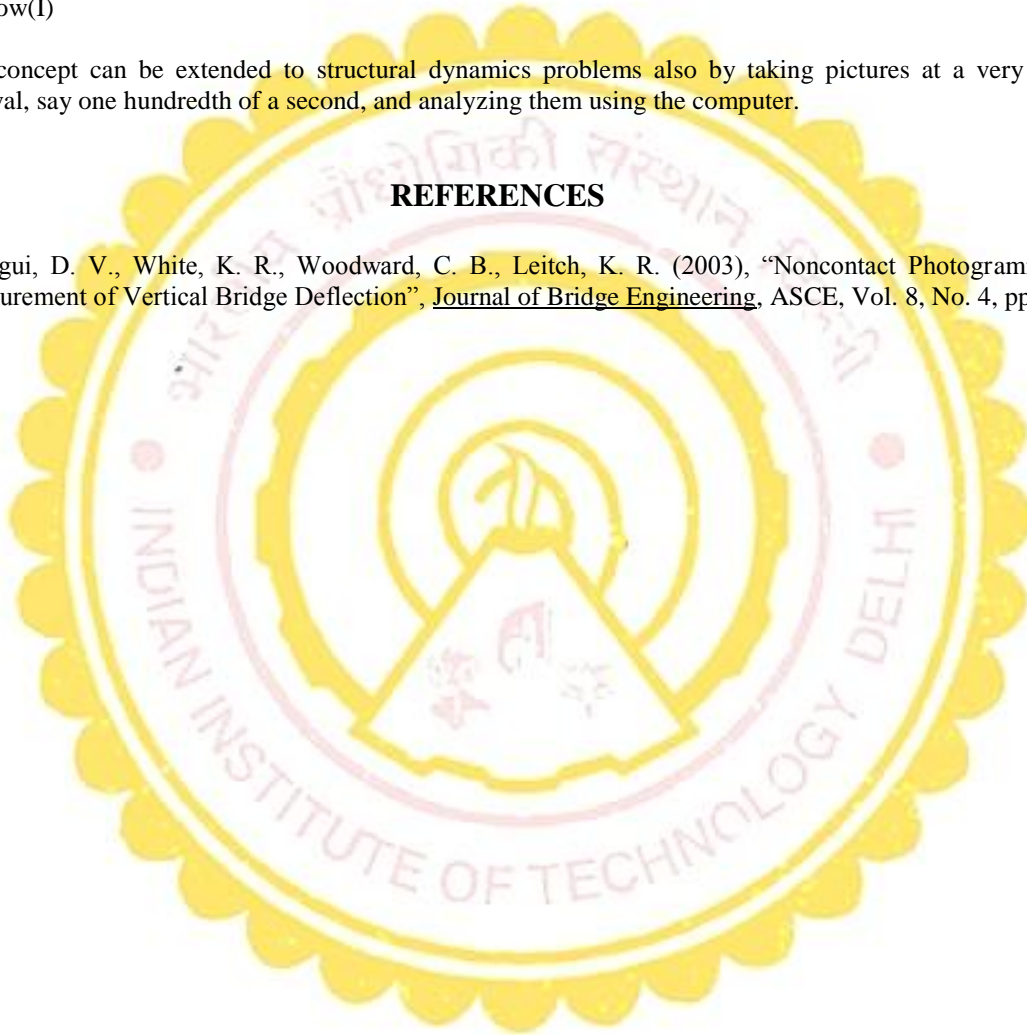 ow(I)
concept can be extended to structural dynamics problems also by taking pictures at a very
val, say one hundredth of a second, and analyzing them using the computer.
REFERENCES
gui, D. V., White, K. R., Woodward, C. B., Leitch, K. R. (2003), “Noncontact Photogram
urement of Vertical Bridge Deflection”, Journal of Bridge Engineering, ASCE, Vol. 8, No. 4, pp
प्रौद्योगिकी संस्थान
INDIAN INSTITUTE OF TECHNOLOGY DELHI